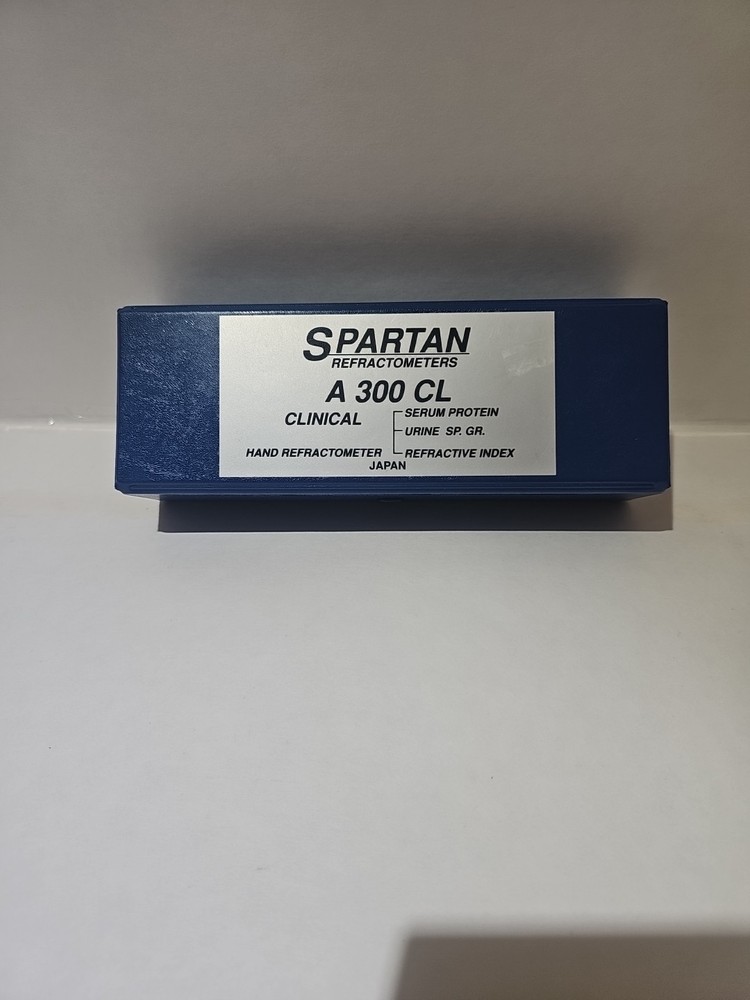 SPARTAN
REFRACTOMETERS
A 300 CL
CLINICAL
SERUM PROTEIN
URINE SP. GR.
HAND REFRACTOMETER
REFRACTIVE INDEX
JAPAN